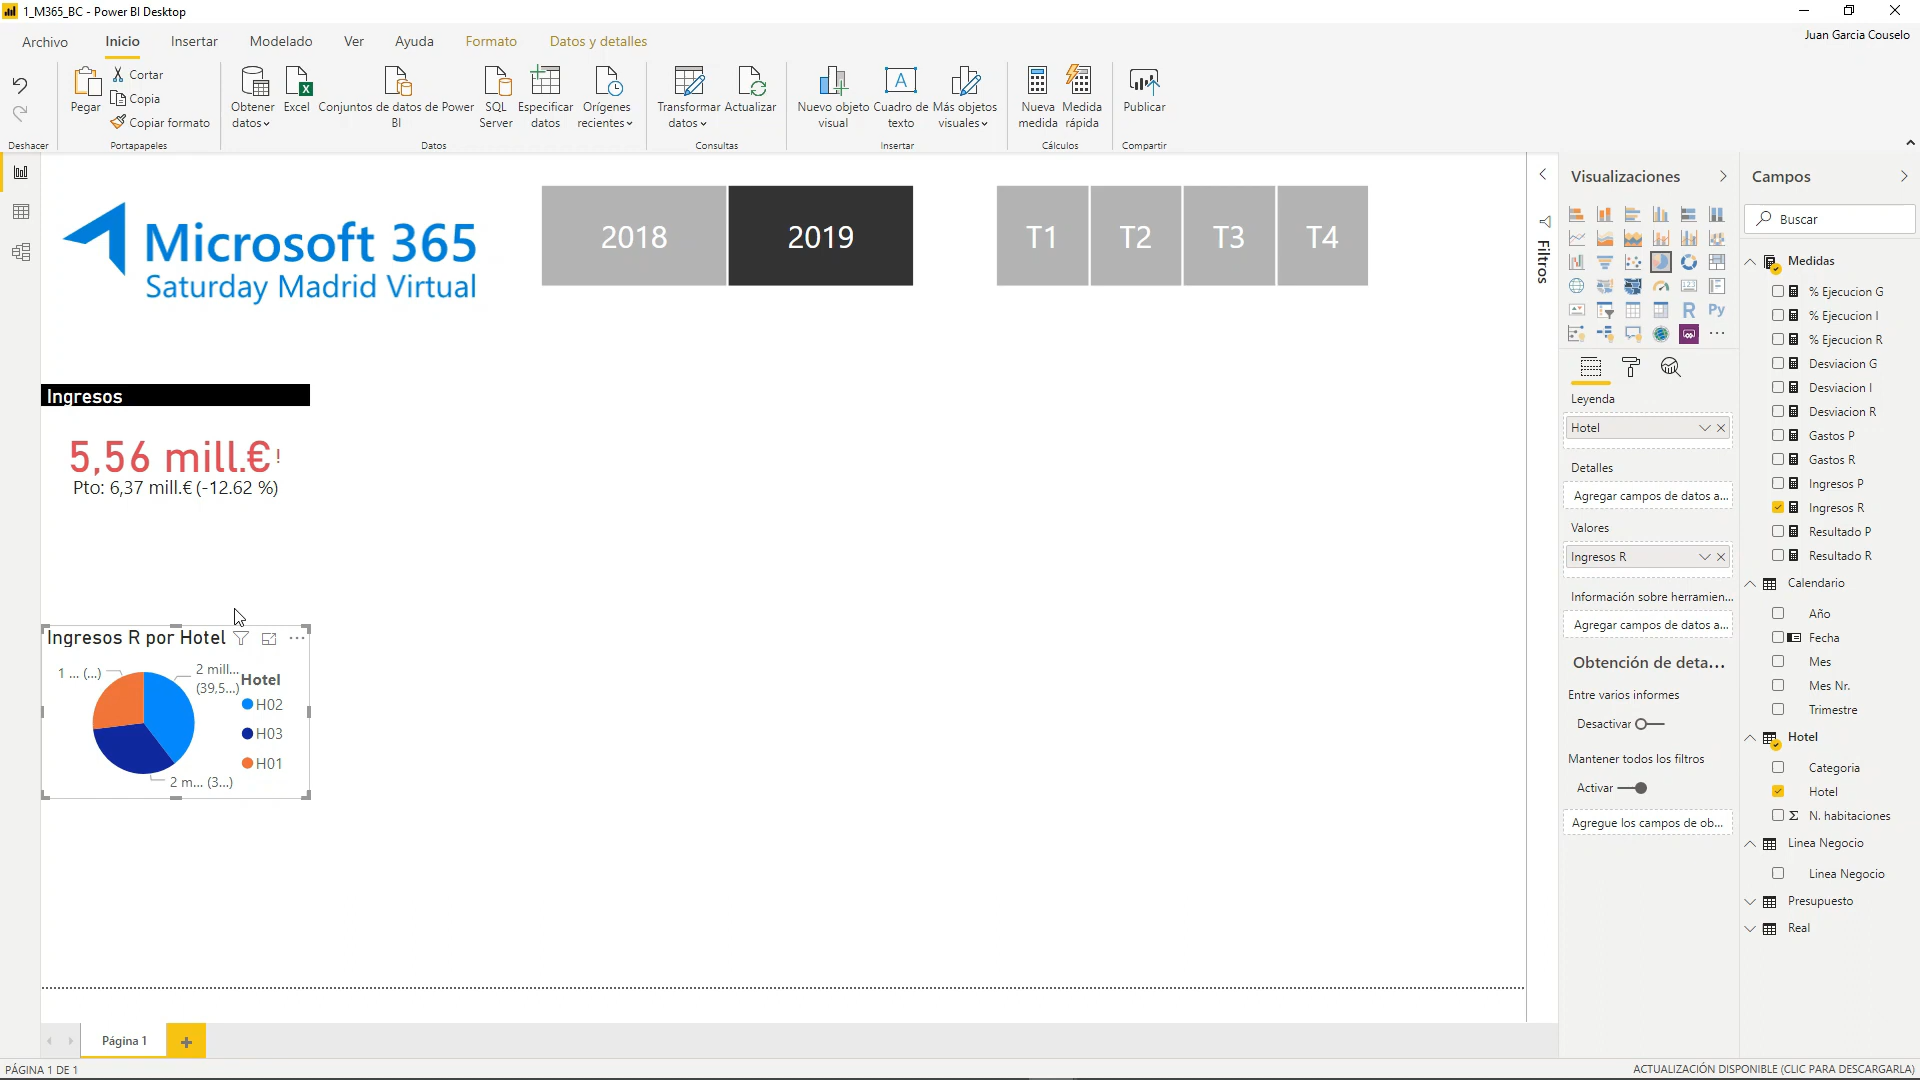 1_M365_BC - Power BI Desktop
Juan Garcia Couselo
Archivo Inicio Insertar Modelado Ver Ayuda Formato Datos y detalles
Deshacer
Pegar
Cortar
Copia
Copiar formato
Portapapeles
Obtener datos
Excel
Conjuntos de datos de Power BI
SQL Server
Especificar datos
Orígenes recientes
Datos
Transformar datos
Actualizar
Consultas
Nuevo objeto visual
Cuadro de texto
Más objetos visuales
Insertar
Nueva medida
Medida rápida
Cálculos
Publicar
Compartir
Microsoft 365
Saturday Madrid Virtual
2018 2019
T1 T2 T3 T4
Ingresos
5,56 mill.€!
Pto: 6,37 mill.€ (-12.62 %)
Ingresos R por Hotel
1 ... (...)
2 mill...
(39,5...)
2 m... (3...)
Hotel
H02
H03
H01
Filtros
Visualizaciones
R Py
Leyenda
Hotel
Detalles
Agregar campos de datos a...
Valores
Ingresos R
Información sobre herramien...
Agregar campos de datos a...
Obtención de deta...
Entre varios informes
Desactivar
Mantener todos los filtros
Activar
Agregue los campos de ob...
Campos
Buscar
Medidas
% Ejecucion G
% Ejecucion I
% Ejecucion R
Desviacion G
Desviacion I
Desviacion R
Gastos P
Gastos R
Ingresos P
Ingresos R
Resultado P
Resultado R
Calendario
Año
Fecha
Mes
Mes Nr.
Trimestre
Hotel
Categoria
Hotel
Σ N. habitaciones
Linea Negocio
Linea Negocio
Presupuesto
Real
Página 1
PÁGINA 1 DE 1
ACTUALIZACIÓN DISPONIBLE (CLIC PARA DESCARGARLA)